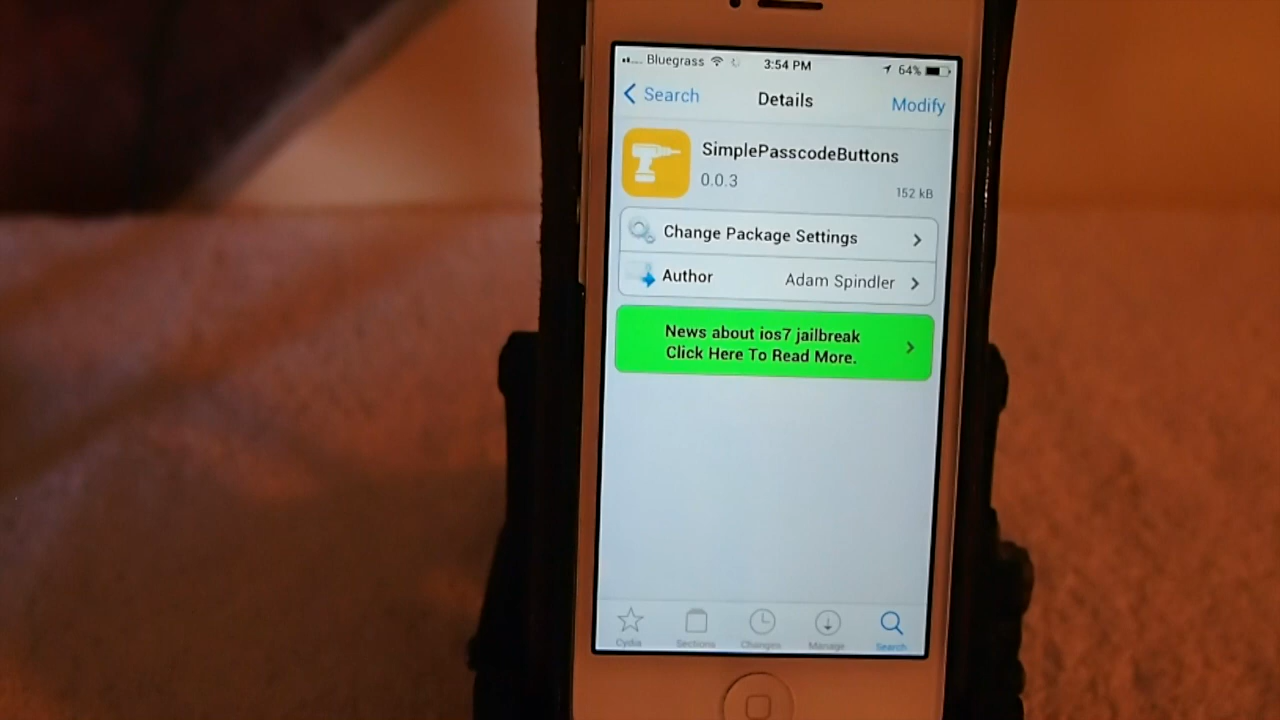 Bluegrass 3:54 PM 64%
Search Details Modify
SimplePasscodeButtons
0.0.3 152 kB
Change Package Settings
Author Adam Spindler
News about ios7 jailbreak
Click Here To Read More.
Cydia Sections Changes Manage Search